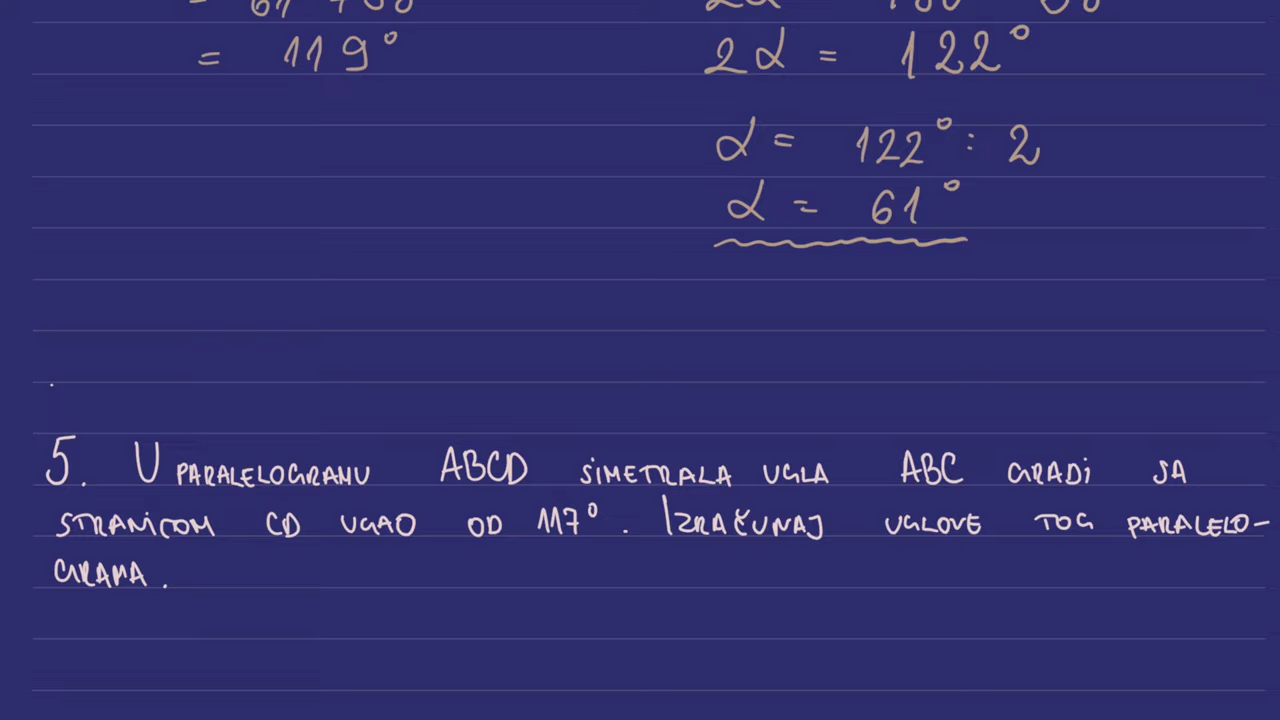 = 119°
2α = 122°
α = 122° : 2
α = 61°
5. U PARALELOGRAMU ABCD SIMETRALA UGLA ABC GRADI SA
STRANICOM CD UGAO OD 117°. IZRAČUNAJ UGLOVE TOG PARALELO-
GRAMA.